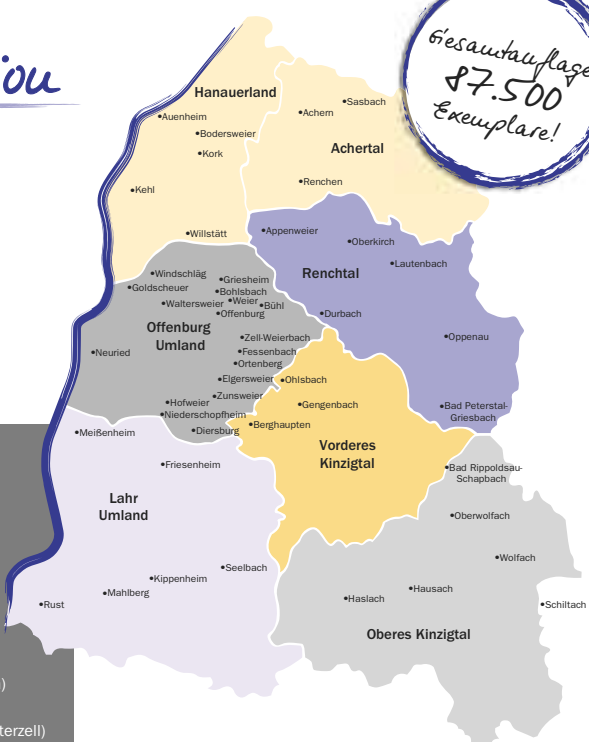 Gesamtauflage
87.500
Exemplare!
Hanauerland
•Auenheim
•Bodersweier
•Kork
•Kehl
•Willstätt
•Sasbach
•Achern
Achertal
•Renchen
•Appenweier
•Oberkirch
•Lautenbach
Renchtal
•Durbach
•Oppenau
•Bad Peterstal-
Griesbach
•Windschläg
•Goldscheuer
•Griesheim
•Bohlsbach
•Waltersweier
•Weier
•Bühl
•Offenburg
Offenburg
Umland
•Zell-Weierbach
•Neuried
•Fessenbach
•Ortenberg
•Elgersweier
•Zunsweier
•Hofweier
•Niederschopfheim
•Diersburg
•Ohlsbach
•Gengenbach
•Berghaupten
Vorderes
Kinzigtal
•Meißenheim
•Friesenheim
Lahr
Umland
•Seelbach
•Kippenheim
•Mahlberg
•Rust
•Bad Rippoldsau-
Schapbach
•Oberwolfach
•Wolfach
•Hausach
•Haslach
•Schiltach
Oberes Kinzigtal
terzell)